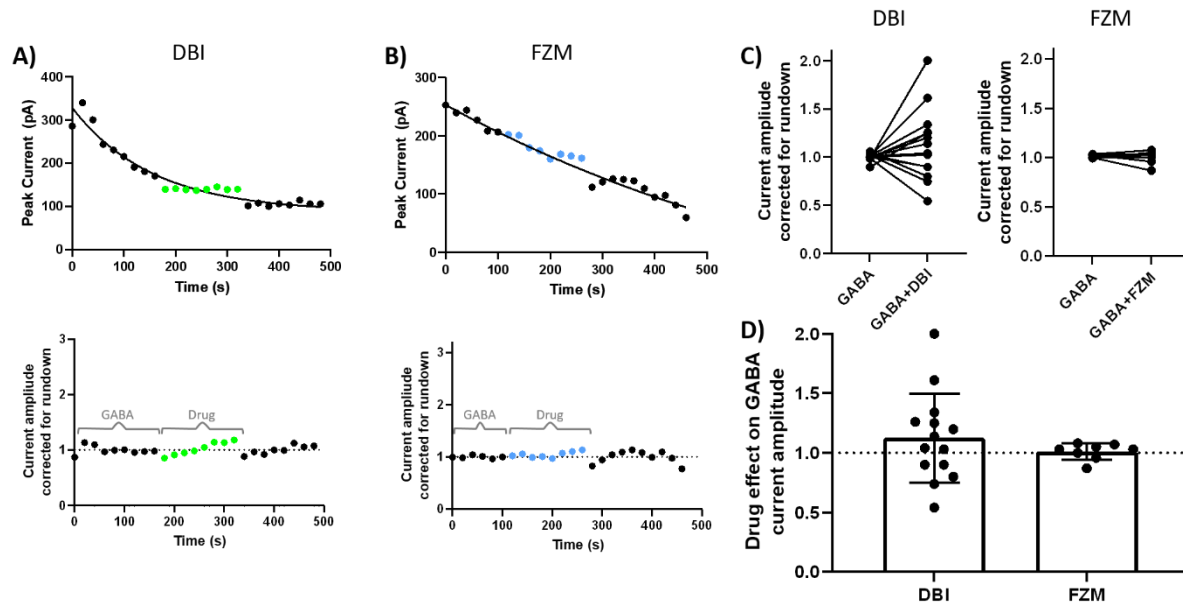 A)
DBI
Peak Current (pA)
400
300
200
100
0
0 100 200 300 400 500
Time (s)
Current ampliude
corrected for rundown
3
2
1
0
GABA
Drug
0 100 200 300 400 500
Time (s)
B)
FZM
Peak Current (pA)
300
200
100
0
0 100 200 300 400 500
Time (s)
Current ampliude
corrected for rundown
3
2
1
0
GABA
Drug
0 100 200 300 400 500
Time (s)
C)
DBI
Current ampliude
corrected for rundown
2.0
1.5
1.0
0.5
0.0
GABA
GABA+DBI
FZM
Current ampliude
corrected for rundown
2.0
1.5
1.0
0.5
0.0
GABA
GABA+FZM
D)
Drug effect on GABA
current amplitude
2.0
1.5
1.0
0.5
0.0
DBI
FZM